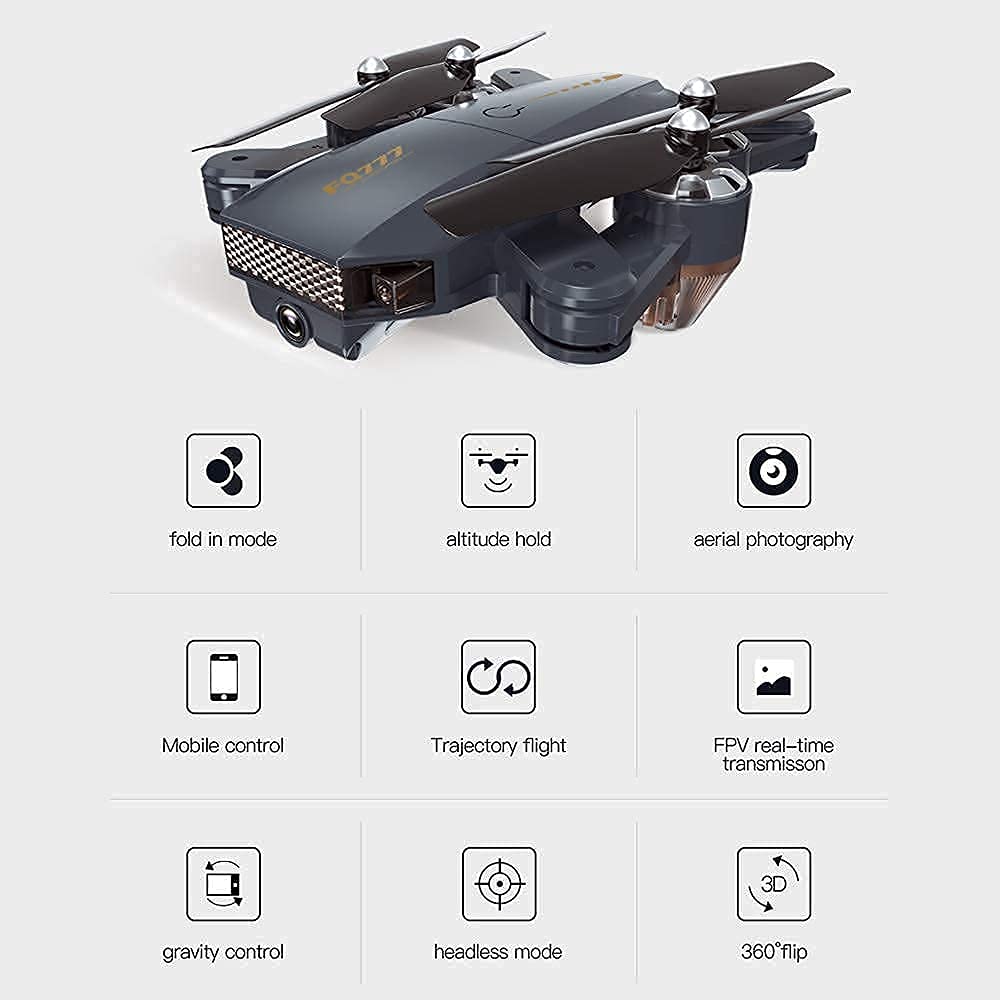 FQ777
fold in mode
altitude hold
aerial photography
Mobile control
Trajectory flight
FPV real-time
transmisson
gravity control
headless mode
3D
360°flip